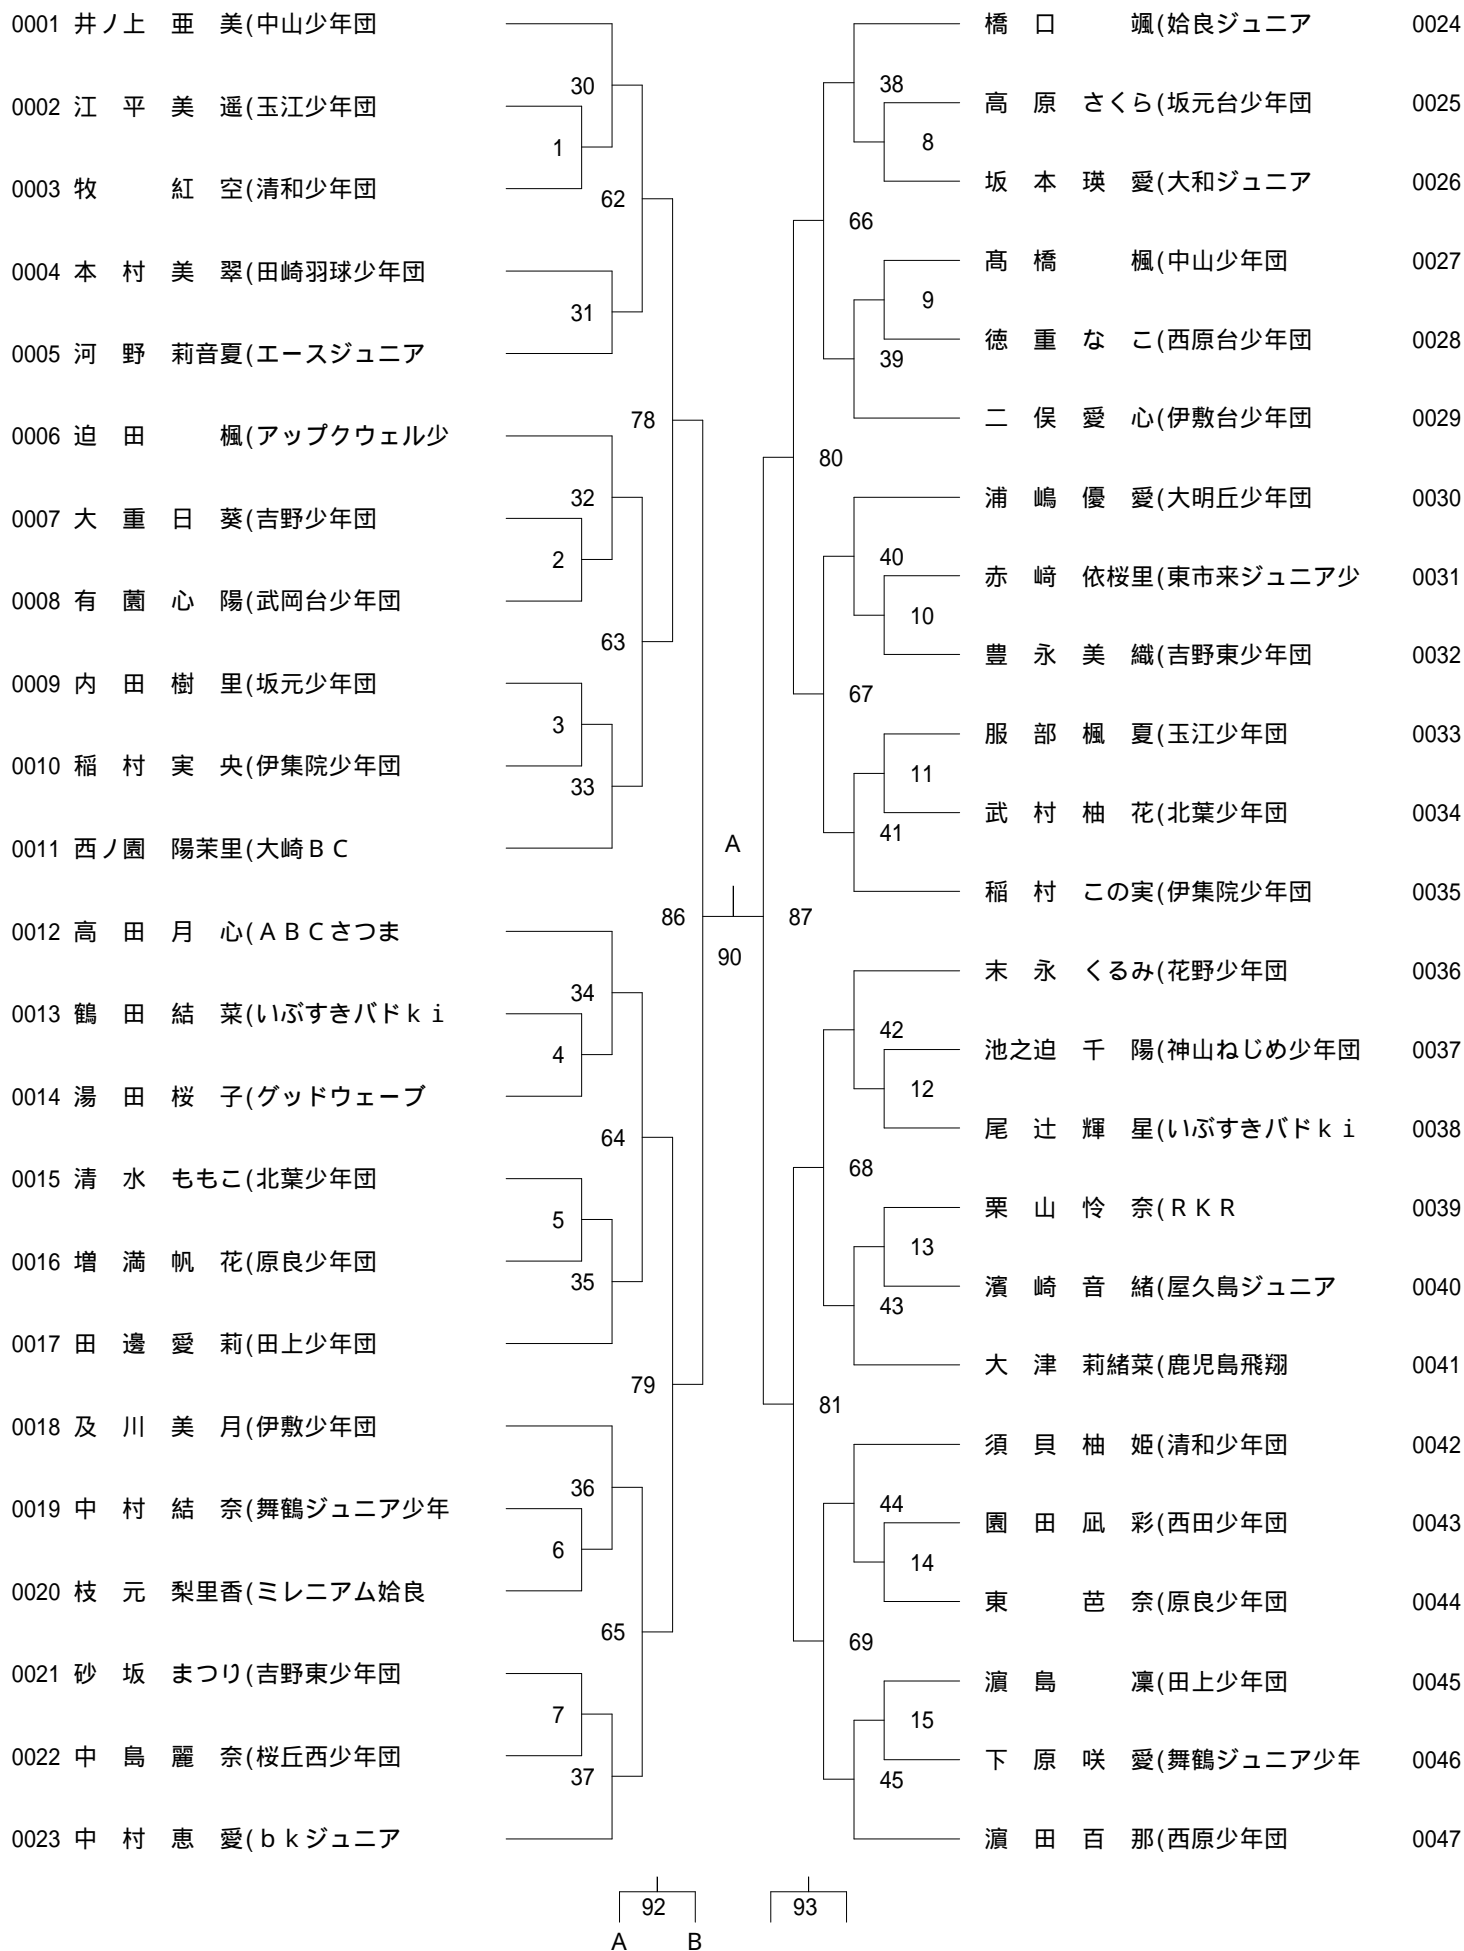 0001 井ノ上　亜　美(中山少年団
0002 江　平　美　遥(玉江少年団
0003 牧　　　紅　空(清和少年団
0004 本　村　美　翠(田崎羽球少年団
0005 河　野　莉音夏(エースジュニア
0006 迫　田　　　楓(アップクウェル少
0007 大　重　日　葵(吉野少年団
0008 有　薗　心　陽(武岡台少年団
0009 内　田　樹　里(坂元少年団
0010 稲　村　実　央(伊集院少年団
0011 西ノ園　陽茉里(大崎ＢＣ
0012 高　田　月　心(ＡＢＣさつま
0013 鶴　田　結　菜(いぶすきバドｋｉ
0014 湯　田　桜　子(グッドウェーブ
0015 清　水　ももこ(北葉少年団
0016 増　満　帆　花(原良少年団
0017 田　邊　愛　莉(田上少年団
0018 及　川　美　月(伊敷少年団
0019 中　村　結　奈(舞鶴ジュニア少年
0020 枝　元　梨里香(ミレニアム姶良
0021 砂　坂　まつり(吉野東少年団
0022 中　島　麗　奈(桜丘西少年団
0023 中　村　恵　愛(ｂｋジュニア
30
1
62
31
78
32
2
63
3
33
86
34
4
64
5
35
79
36
6
65
7
37
A
90
87
38
8
66
9
39
80
40
10
67
11
41
42
12
68
13
43
81
44
14
69
15
45
橋　口　　　颯(姶良ジュニア 0024
高　原　さくら(坂元台少年団 0025
坂　本　瑛　愛(大和ジュニア 0026
髙　橋　　　楓(中山少年団 0027
徳　重　な　こ(西原台少年団 0028
二　俣　愛　心(伊敷台少年団 0029
浦　嶋　優　愛(大明丘少年団 0030
赤　﨑　依桜里(東市来ジュニア少 0031
豊　永　美　織(吉野東少年団 0032
服　部　楓　夏(玉江少年団 0033
武　村　柚　花(北葉少年団 0034
稲　村　この実(伊集院少年団 0035
末　永　くるみ(花野少年団 0036
池之迫　千　陽(神山ねじめ少年団 0037
尾　辻　輝　星(いぶすきバドｋｉ 0038
栗　山　怜　奈(ＲＫＲ 0039
濱　崎　音　緒(屋久島ジュニア 0040
大　津　莉緒菜(鹿児島飛翔 0041
須　貝　柚　姫(清和少年団 0042
園　田　凪　彩(西田少年団 0043
東　　　芭　奈(原良少年団 0044
濵　島　　　凜(田上少年団 0045
下　原　咲　愛(舞鶴ジュニア少年 0046
濵　田　百　那(西原少年団 0047
92
A B
93